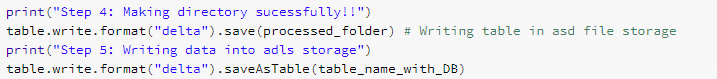 print("Step 4: Making directory sucessfully!!")
table.write.format("delta").save(processed_folder) # Writing table in asd file storage
print("Step 5: Writing data into adls storage")
table.write.format("delta").saveAsTable(table_name_with_DB)